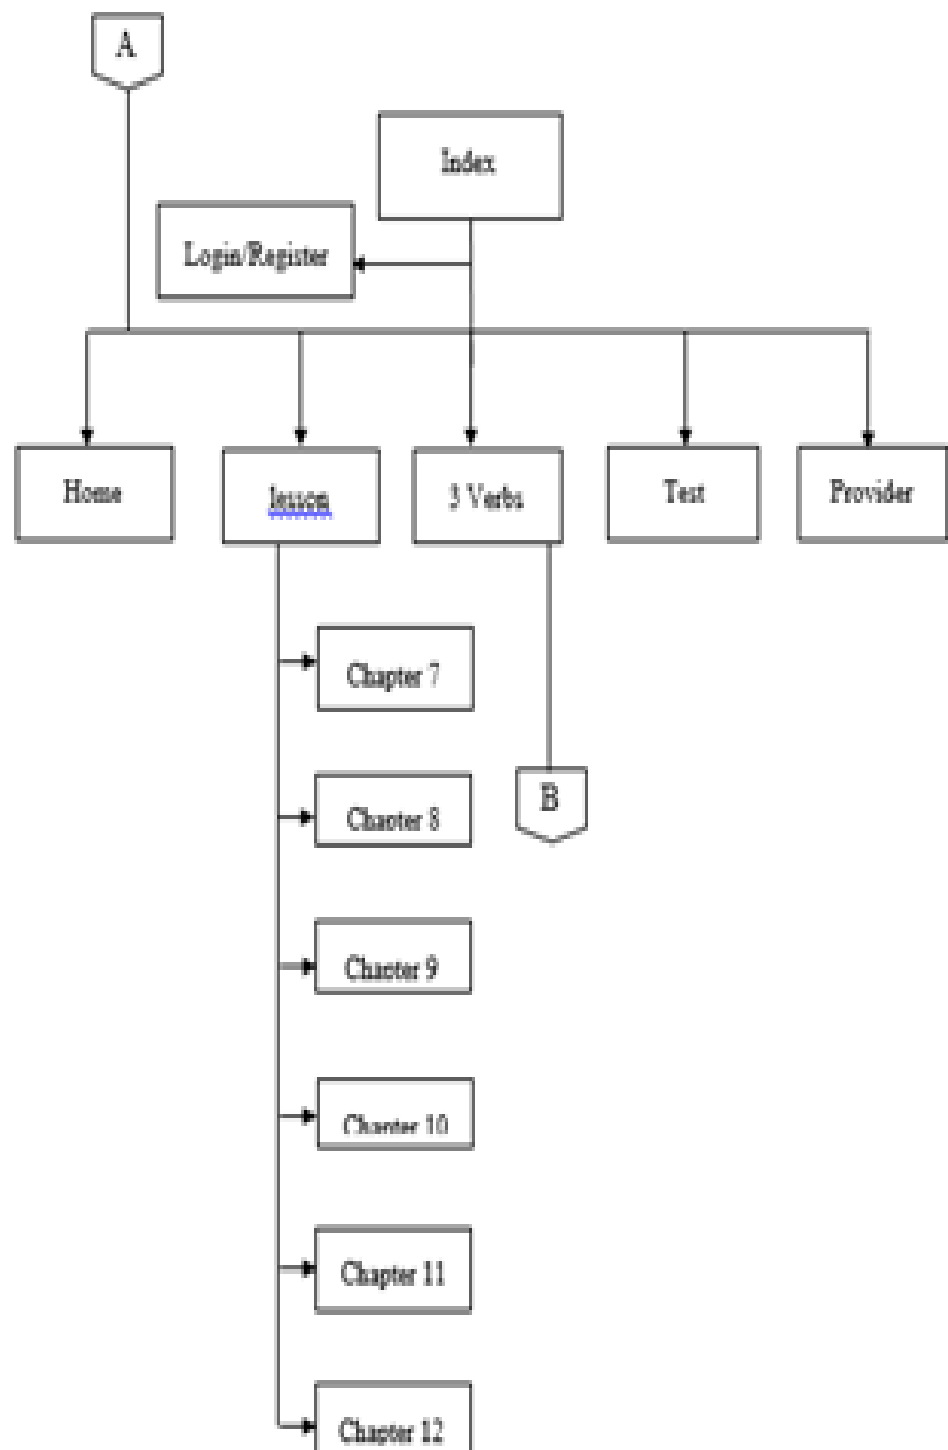 A
Index
Login/Register
Home
lesson
3 Verbs
Test
Provider
Chapter 7
B
Chapter 8
Chapter 9
Chapter 10
Chapter 11
Chapter 12